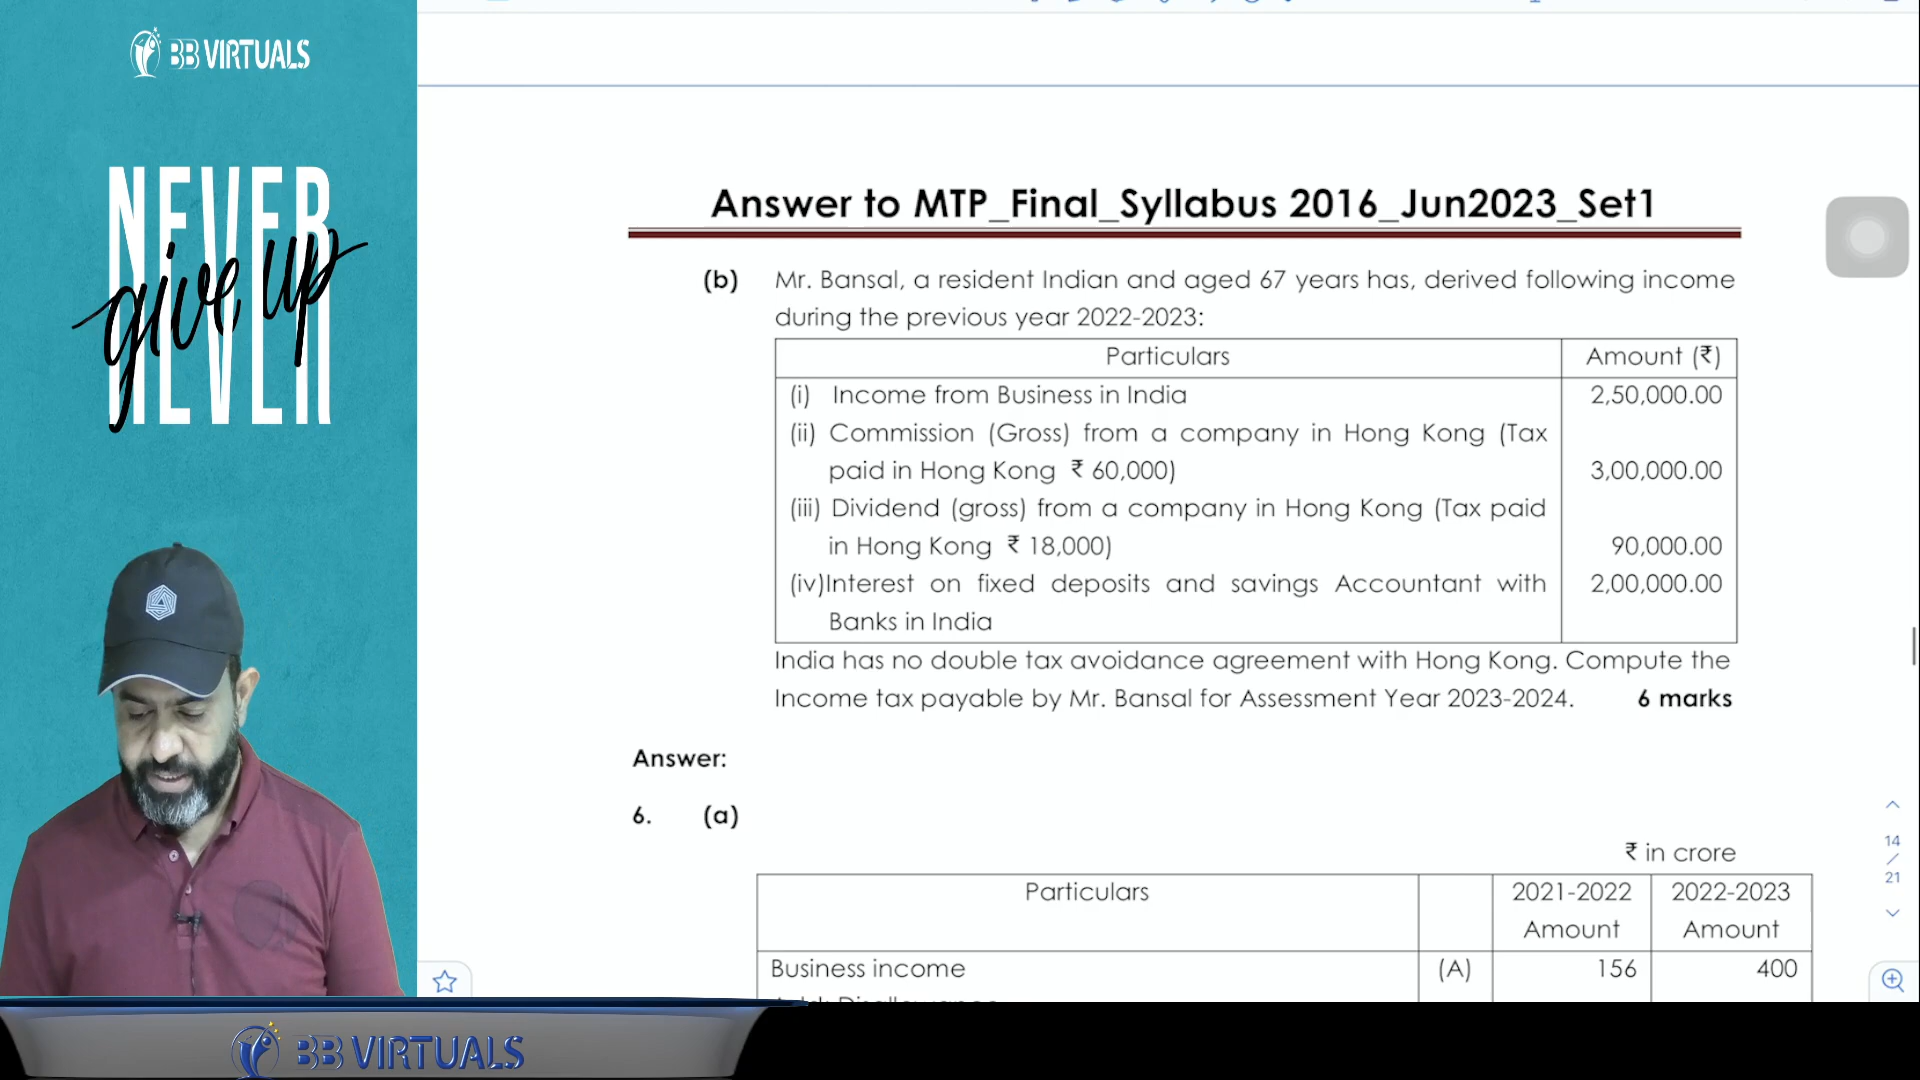 BB VIRTUALS
NEVER
give up
NEVER
Answer to MTP_Final_Syllabus 2016_Jun2023_Set1
(b) Mr. Bansal, a resident Indian and aged 67 years has, derived following income
during the previous year 2022-2023:
Particulars Amount (₹)
(i) Income from Business in India 2,50,000.00
(ii) Commission (Gross) from a company in Hong Kong (Tax
paid in Hong Kong ₹ 60,000) 3,00,000.00
(iii) Dividend (gross) from a company in Hong Kong (Tax paid
in Hong Kong ₹ 18,000) 90,000.00
(iv)Interest on fixed deposits and savings Accountant with 2,00,000.00
Banks in India
India has no double tax avoidance agreement with Hong Kong. Compute the
Income tax payable by Mr. Bansal for Assessment Year 2023-2024. 6 marks
Answer:
6. (a)
₹ in crore
Particulars 2021-2022 2022-2023
Amount Amount
Business income (A) 156 400
14
/
21
BB VIRTUALS